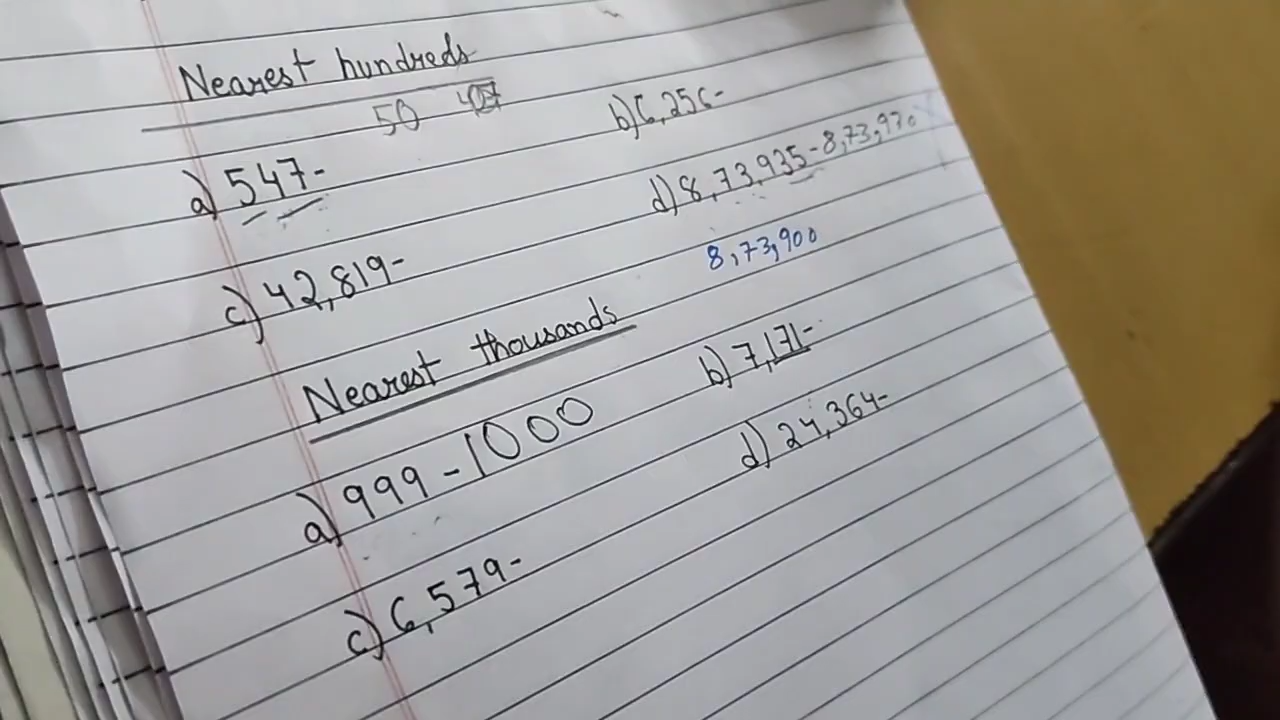 Nearest hundreds
50
a) 547-
b) 6,256-
c) 42,819-
d) 8,73,935-8,73,930
8,73,900
Nearest thousands
a) 999-1000
b) 7,171-
c) 6,579-
d) 24,364-